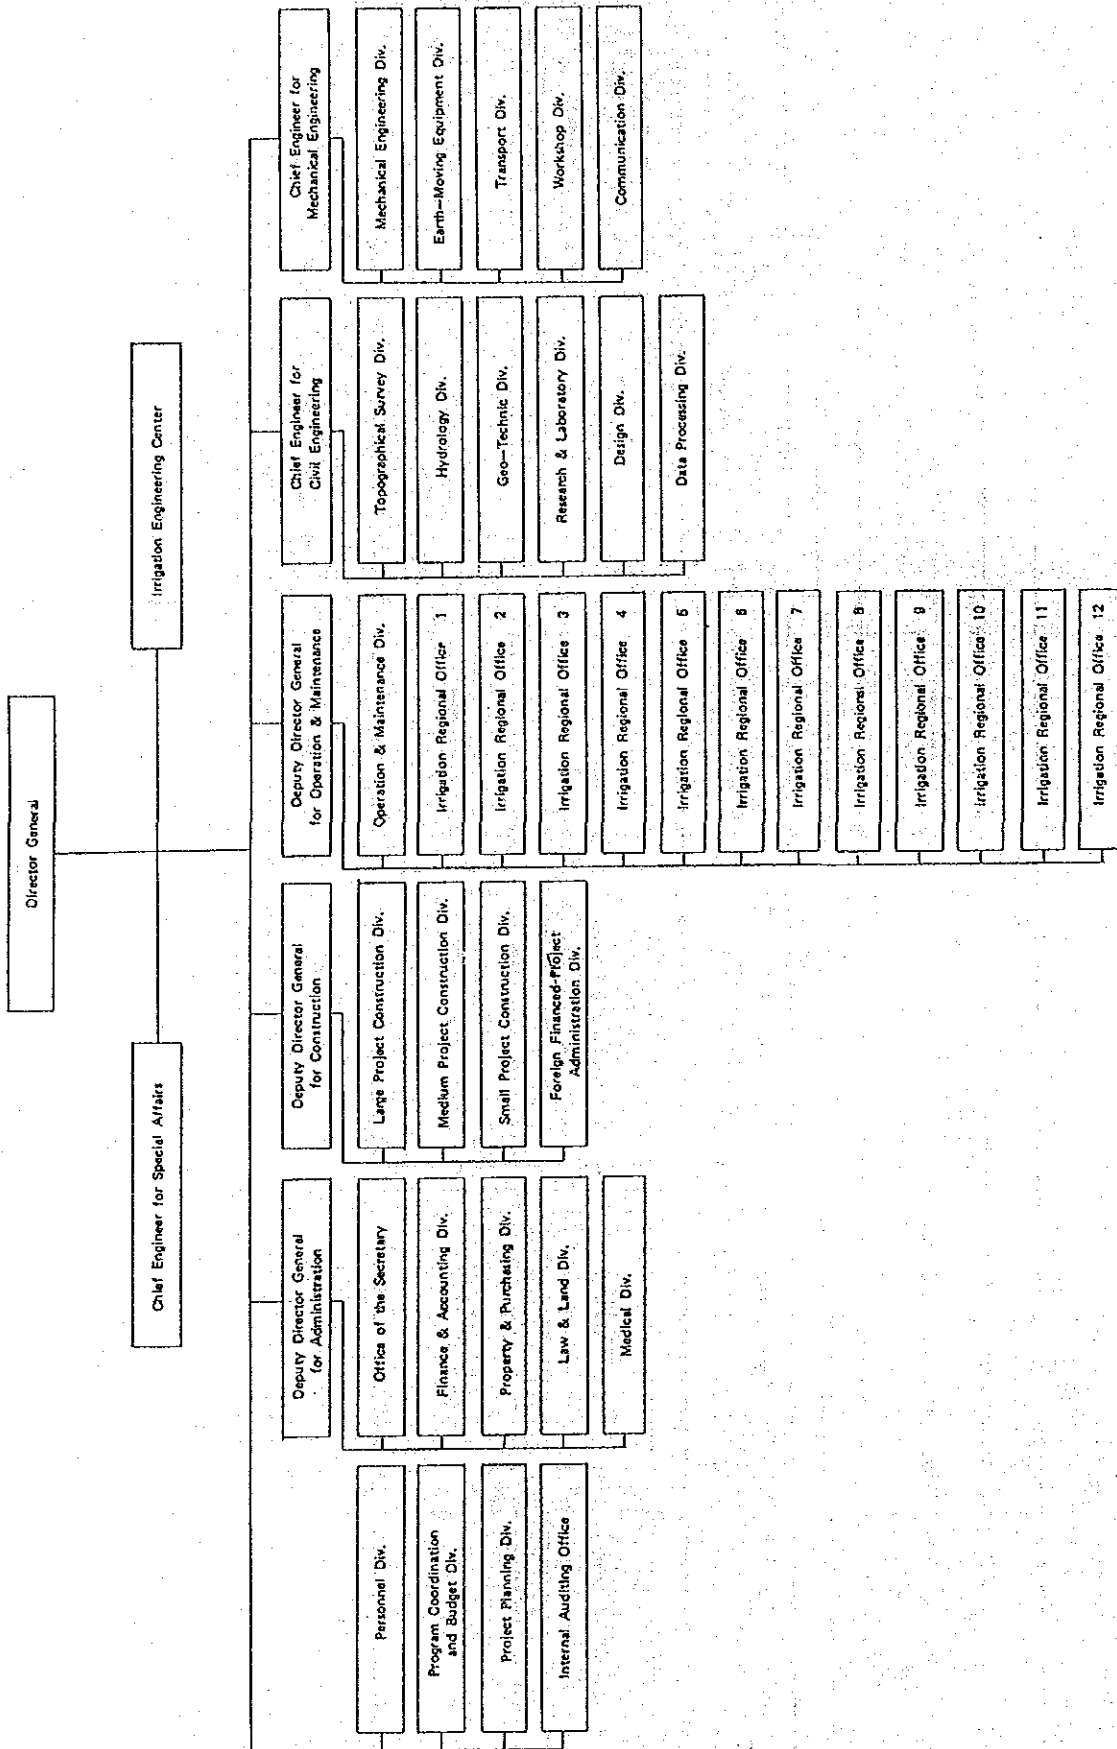 Director General
Chief Engineer for Special Affairs
Irrigation Engineering Center
Personnel Div.
Program Coordination
and Budget Div.
Project Planning Div.
Internal Auditing Office
Deputy Director General
for Administration
Office of the Secretary
Finance & Accounting Div.
Property & Purchasing Div.
Law & Land Div.
Medical Div.
Deputy Director General
for Construction
Large Project Construction Div.
Medium Project Construction Div.
Small Project Construction Div.
Foreign Financed-Project
Administration Div.
Deputy Director General
for Operation & Maintenance
Operation & Maintenance Div.
Irrigation Regional Office 1
Irrigation Regional Office 2
Irrigation Regional Office 3
Irrigation Regional Office 4
Irrigation Regional Office 5
Irrigation Regional Office 6
Irrigation Regional Office 7
Irrigation Regional Office 8
Irrigation Regional Office 9
Irrigation Regional Office 10
Irrigation Regional Office 11
Irrigation Regional Office 12
Chief Engineer for
Civil Engineering
Topographical Survey Div.
Hydrology Div.
Geo-Technic Div.
Research & Laboratory Div.
Design Div.
Data Processing Div.
Chief Engineer for
Mechanical Engineering
Mechanical Engineering Div.
Earth-Moving Equipment Div.
Transport Div.
Workshop Div.
Communication Div.